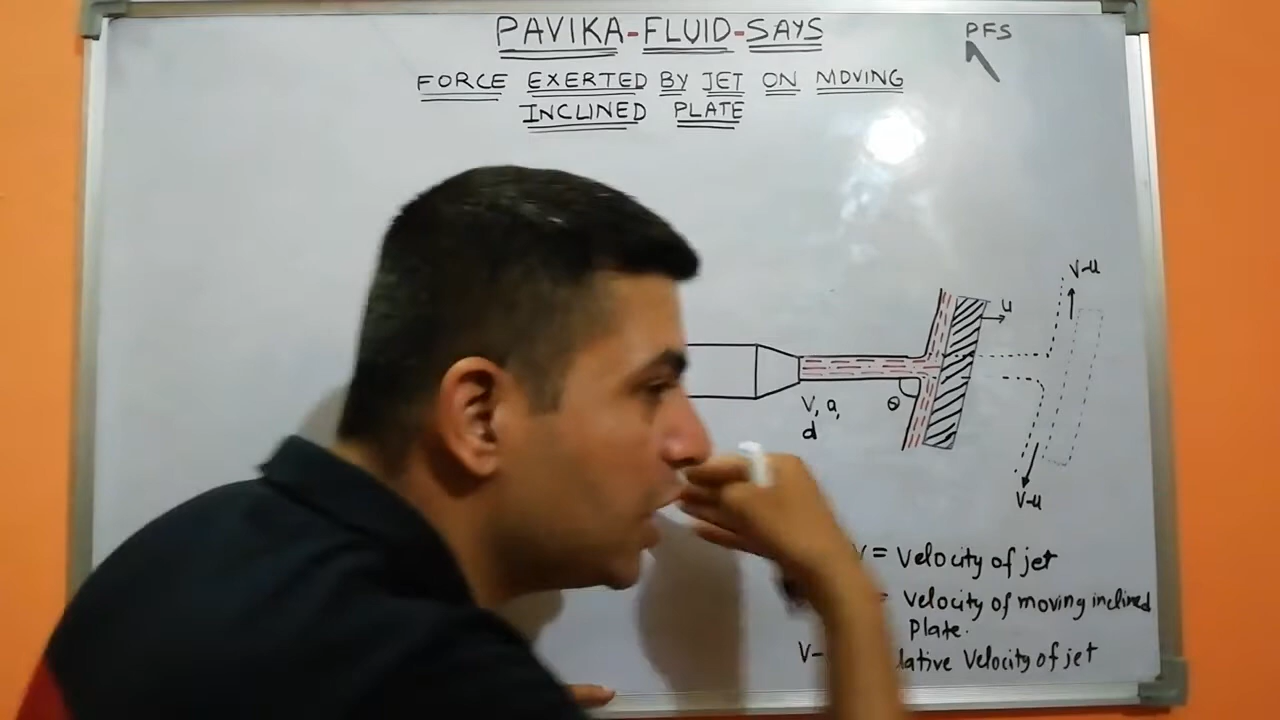 PAVIKA-FLUID-SAYS
PFS
FORCE EXERTED BY JET ON MOVING
INCLINED PLATE
V-u
u
V, a,
d
θ
V-u
V = Velocity of jet
= Velocity of moving inclined
Plate.
V- Velocity of jet